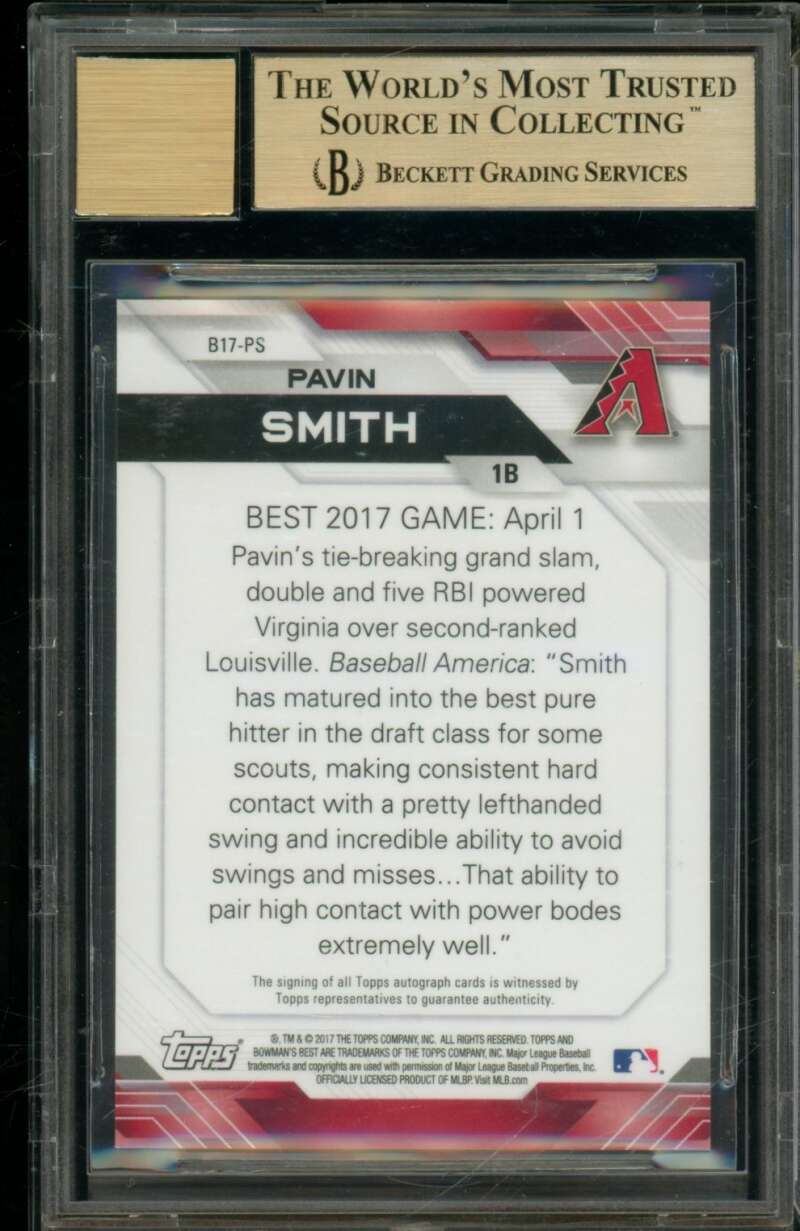 THE WORLD'S MOST TRUSTED
SOURCE IN COLLECTING™
B BECKETT GRADING SERVICES
B17-PS
PAVIN
SMITH
A
1B
BEST 2017 GAME: April 1
Pavin's tie-breaking grand slam,
double and five RBI powered
Virginia over second-ranked
Louisville. Baseball America: "Smith
has matured into the best pure
hitter in the draft class for some
scouts, making consistent hard
contact with a pretty lefthanded
swing and incredible ability to avoid
swings and misses...That ability to
pair high contact with power bodes
extremely well."
The signing of all Topps autograph cards is witnessed by
Topps representatives to guarantee authenticity.
topps
®, TM & © 2017 THE TOPPS COMPANY, INC. ALL RIGHTS RESERVED. TOPPS AND
BOWMAN'S BEST ARE TRADEMARKS OF THE TOPPS COMPANY, INC. Major League Baseball
trademarks and copyrights are used with permission of Major League Baseball Properties, Inc.
OFFICIALLY LICENSED PRODUCT OF MLBP. Visit MLB.com